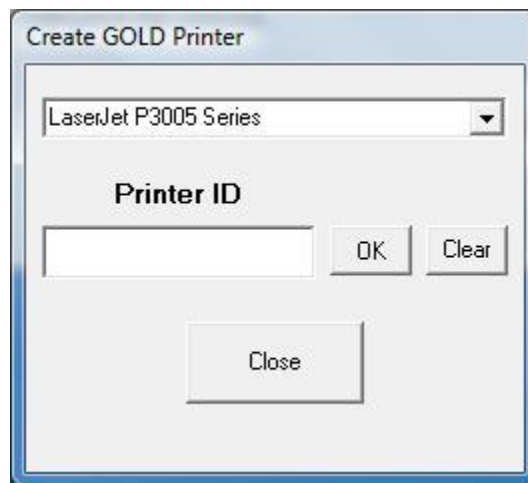 Create GOLD Printer
LaserJet P3005 Series
Printer ID
OK Clear
Close